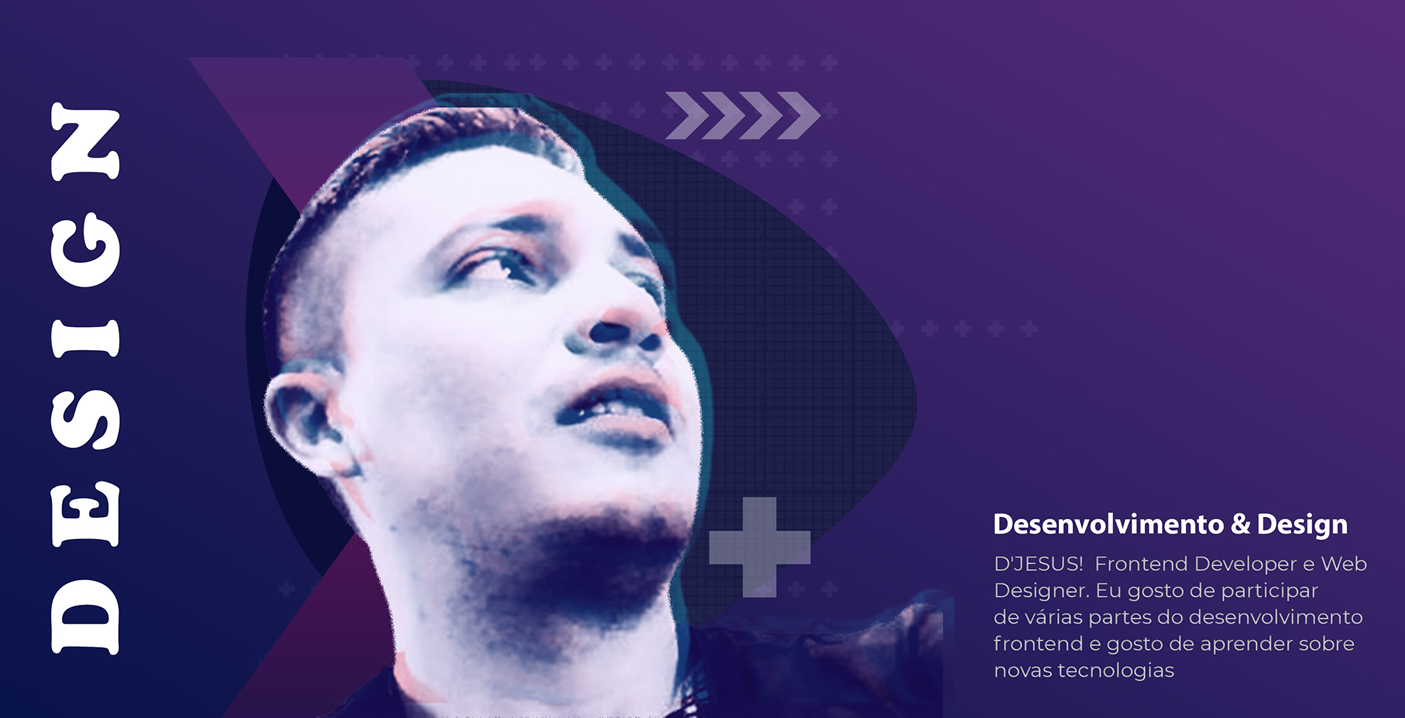 DESIGN
Desenvolvimento & Design
D'JESUS!  Frontend Developer e Web
Designer. Eu gosto de participar
de várias partes do desenvolvimento
frontend e gosto de aprender sobre
novas tecnologias